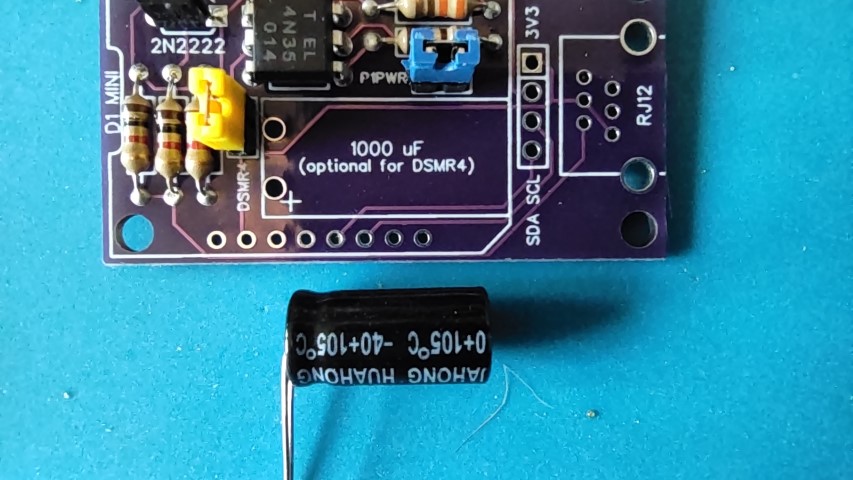 3V3
2N2222
T EL
4N35
014
P1PWR
D1 MINI
RJ12
1000 uF
(optional for DSMR4)
DSMR4
+
SDA SCL
0+105°C -40+105°C
JAHONG HUAHONG